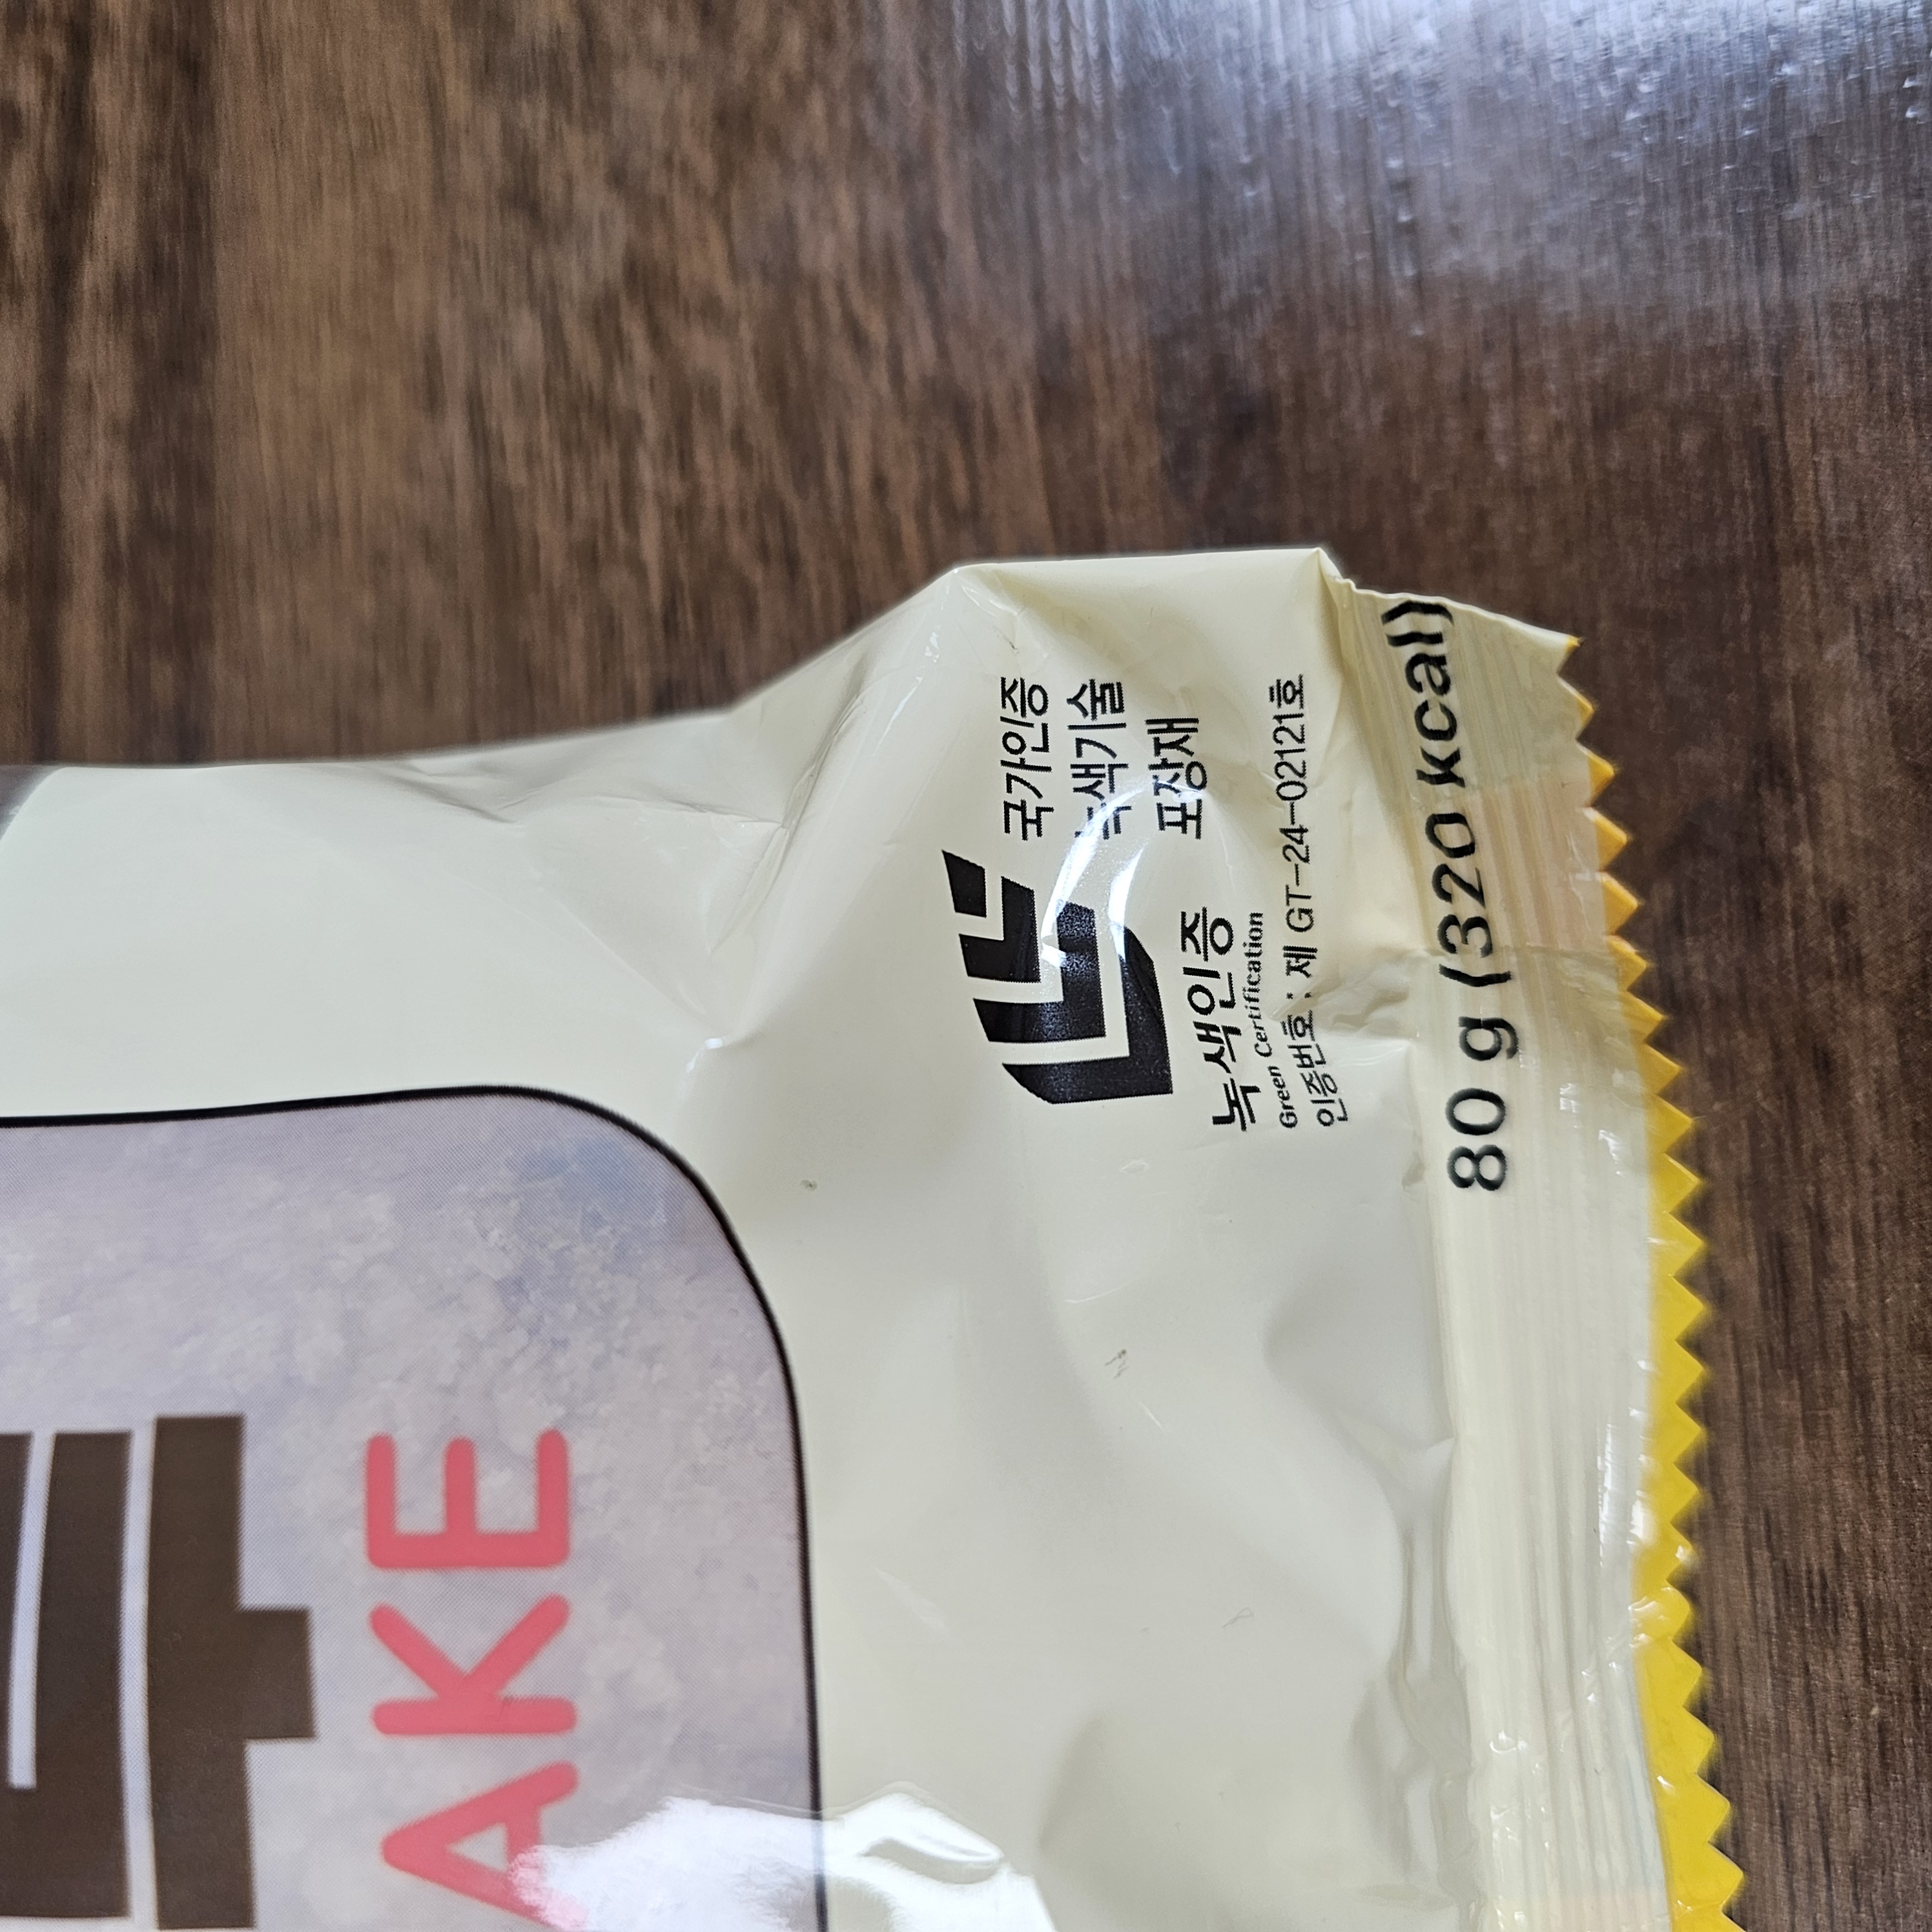 국가인증
녹색기술
포장재
녹색인증
Green Certification
인증번호 : 제 GT-24-02121호
80 g (320 kcal)
AKE